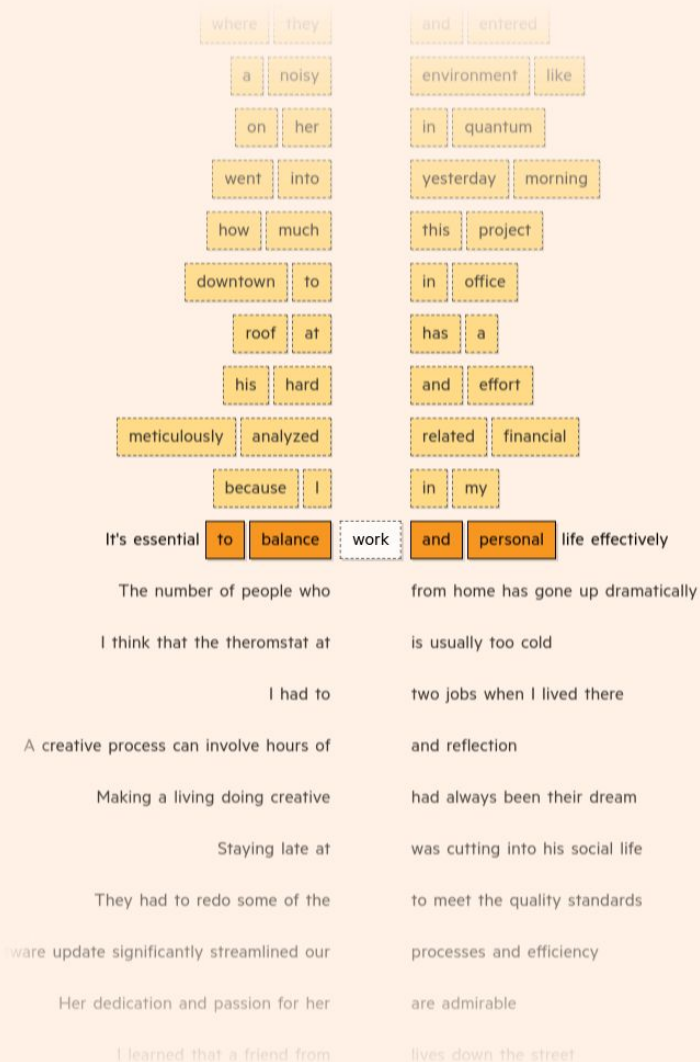 where they and entered
a noisy environment like
on her in quantum
went into yesterday morning
how much this project
downtown to in office
roof at has a
his hard and effort
meticulously analyzed related financial
because I in my
It's essential to balance work and personal life effectively
The number of people who from home has gone up dramatically
I think that the theromstat at is usually too cold
I had to two jobs when I lived there
A creative process can involve hours of and reflection
Making a living doing creative had always been their dream
Staying late at was cutting into his social life
They had to redo some of the to meet the quality standards
ware update significantly streamlined our processes and efficiency
Her dedication and passion for her are admirable
I learned that a friend from lives down the street